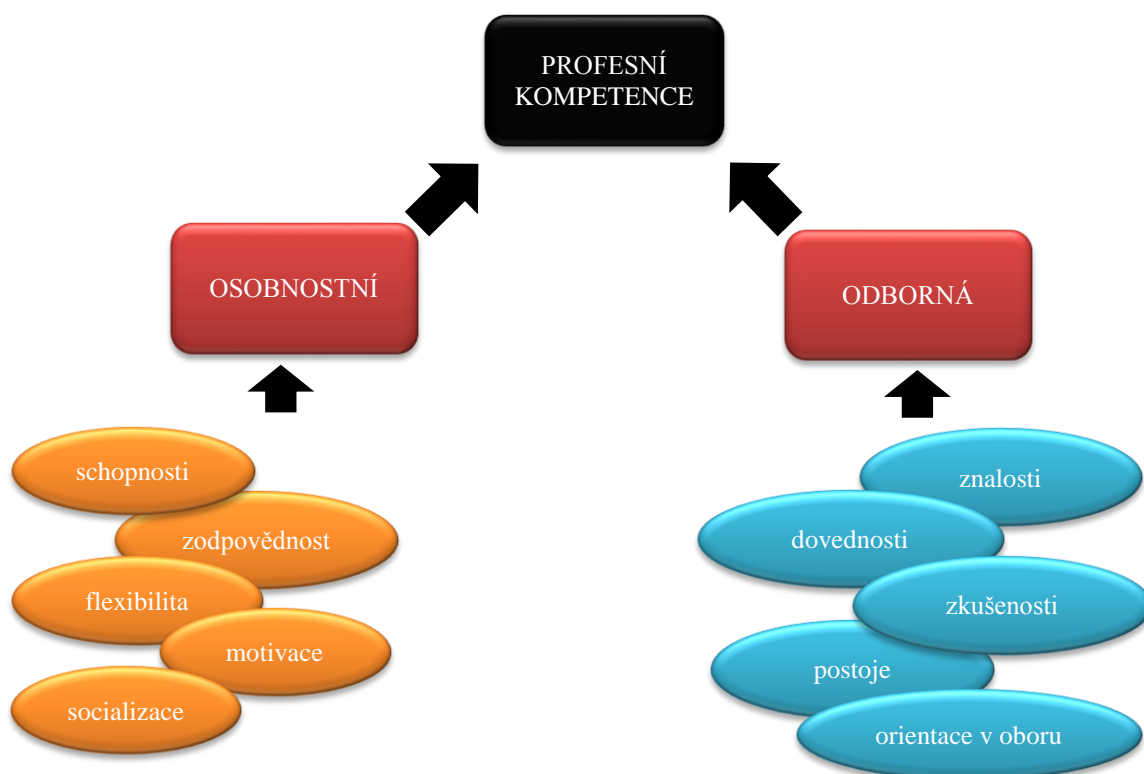 PROFESNÍ
KOMPETENCE
OSOBNOSTNÍ
ODBORNÁ
schopnosti
zodpovědnost
flexibilita
motivace
socializace
znalosti
dovednosti
zkušenosti
postoje
orientace v oboru